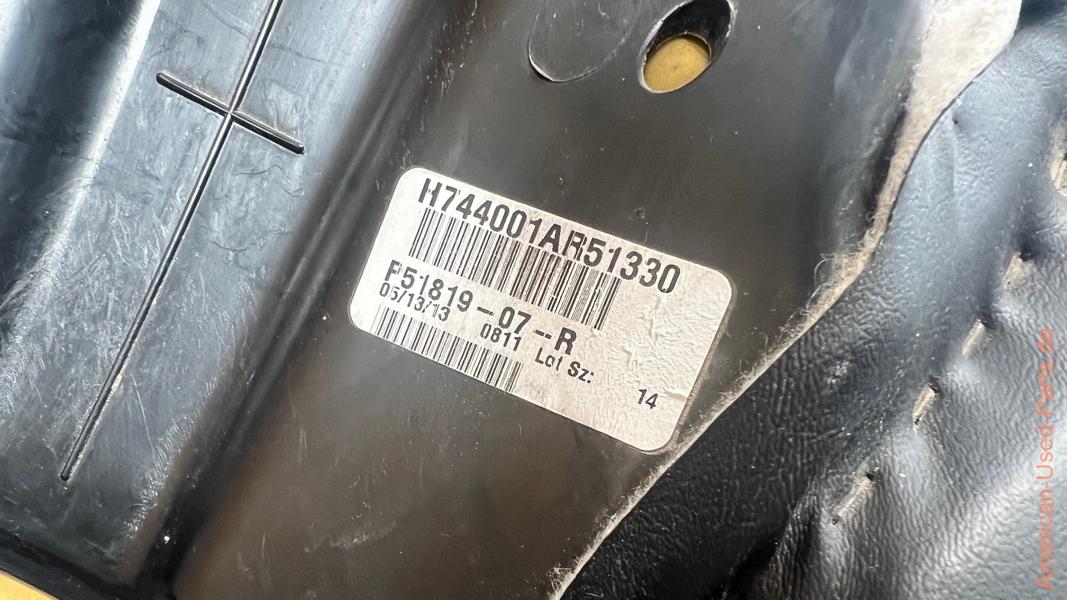 H744001AR51330
P51819-07-R
05/13/13 0811 Lot Sz: 14
American-Used-Parts.de